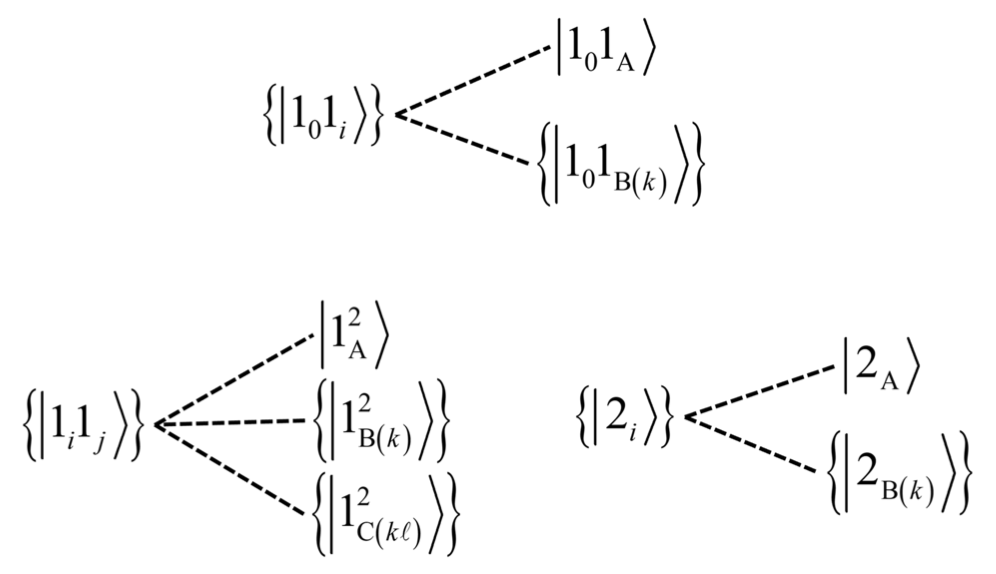 {|1₀1ᵢ⟩}
|1₀1_A⟩
{|1₀1_B(k)⟩}
{|1ᵢ1ⱼ⟩}
|1²_A⟩
{|1²_B(k)⟩}
{|1²_C(kℓ)⟩}
{|2ᵢ⟩}
|2_A⟩
{|2_B(k)⟩}